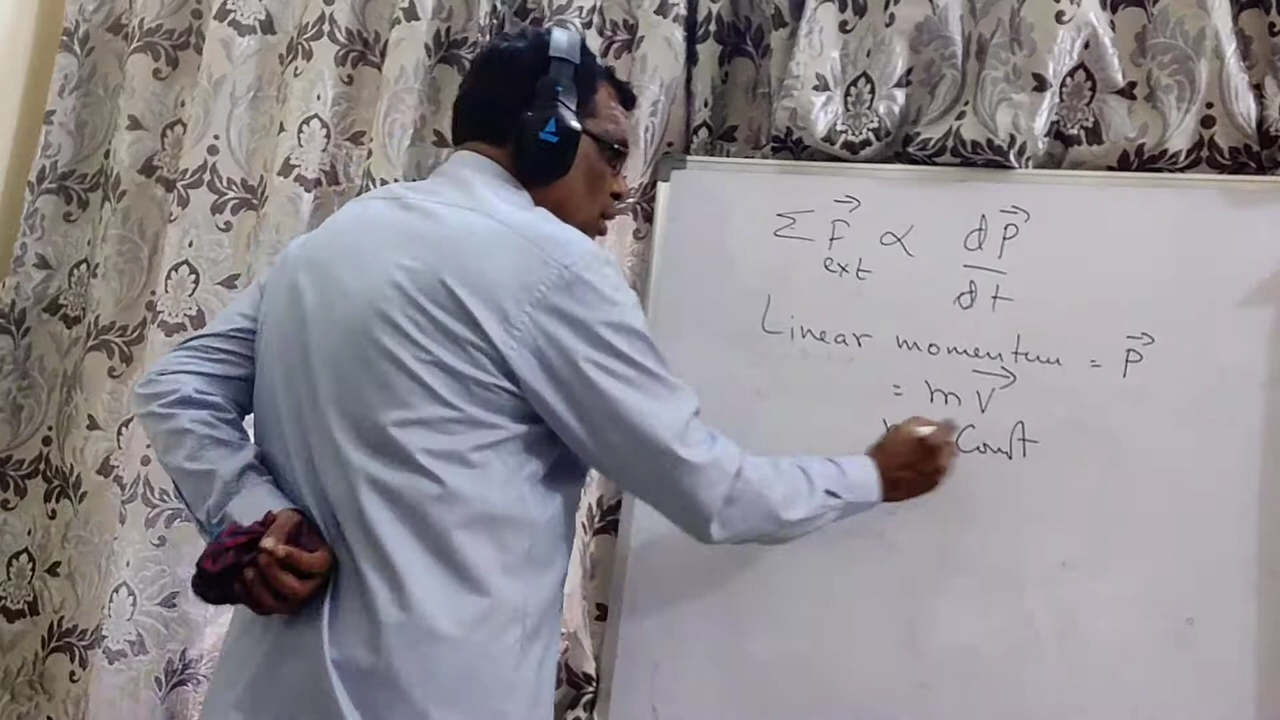 Σ F⃗ ext ∝ dP⃗/dt
Linear momentum = P⃗
= m V⃗
Const